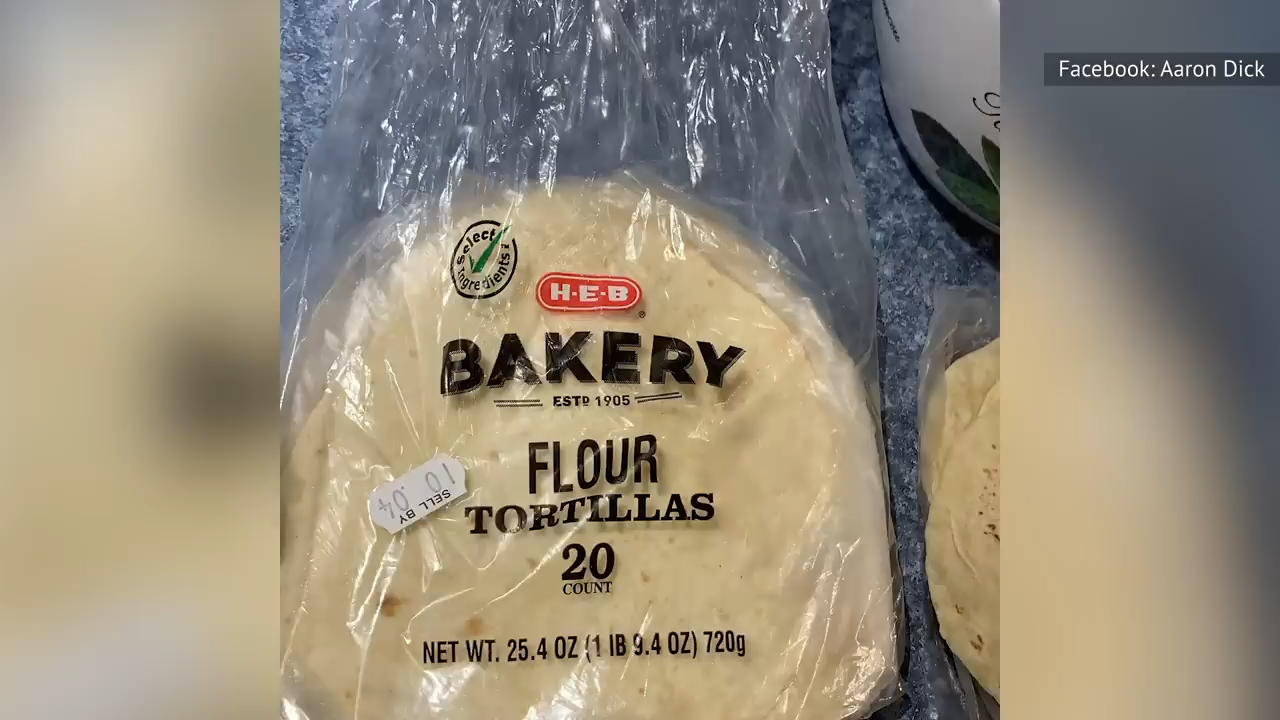 Facebook: Aaron Dick
Select
Ingredients
H-E-B®
BAKERY
ESTD 1905
FLOUR
TORTILLAS
SELL BY
10 04
20
COUNT
NET WT. 25.4 OZ (1 IB 9.4 OZ) 720g